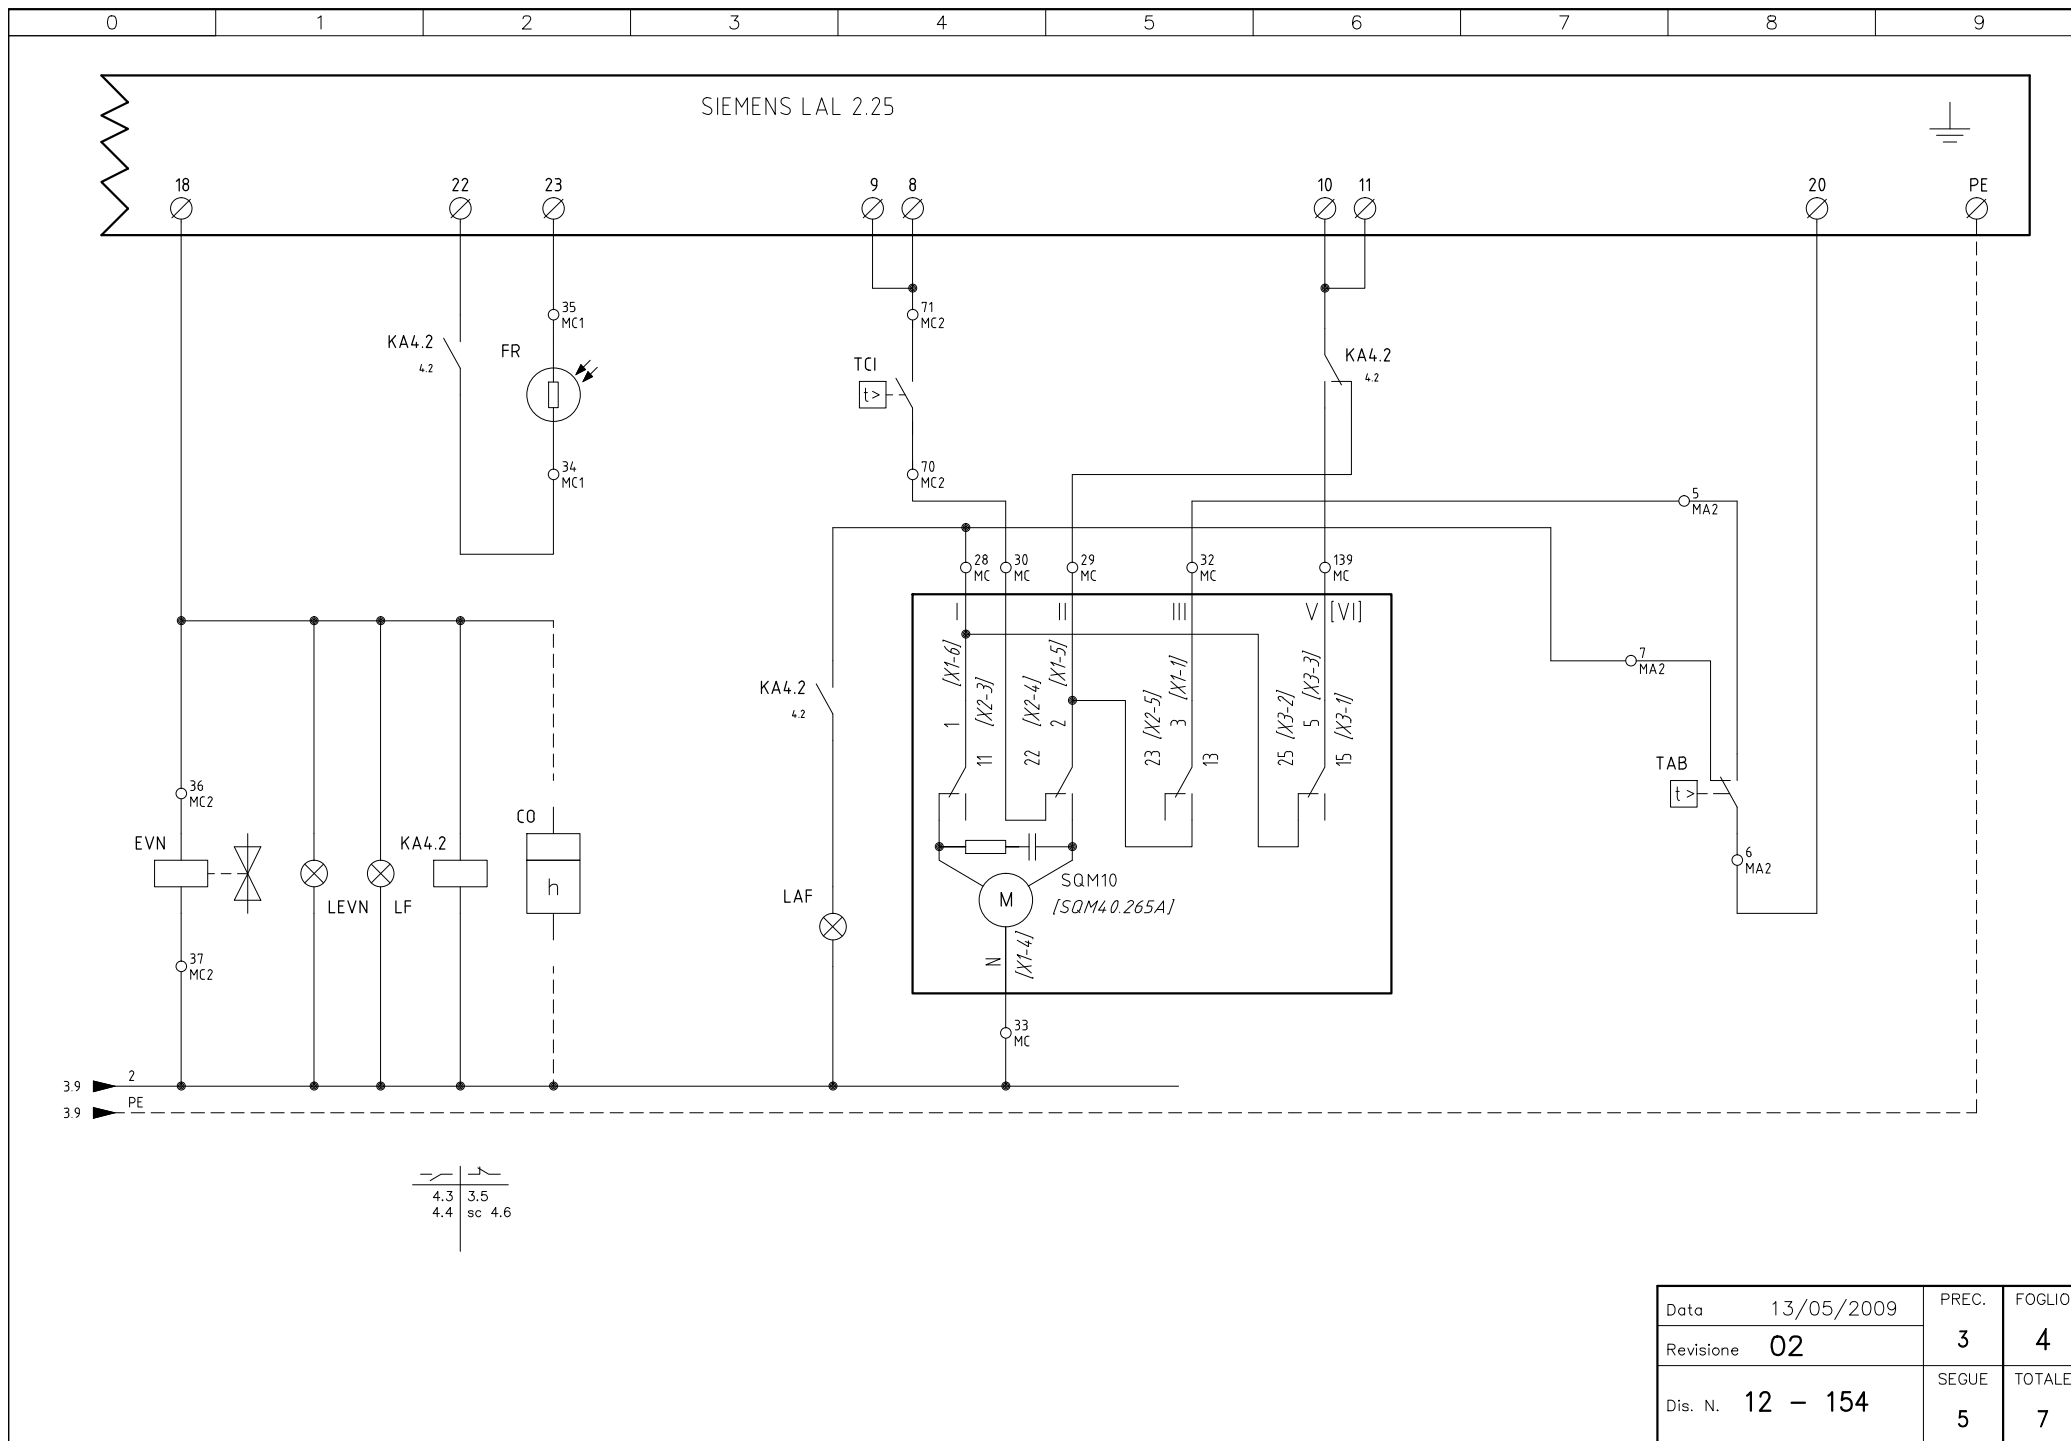 0 1 2 3 4 5 6 7 8 9
SIEMENS LAL 2.25
18 22 23 9 8 10 11 20 PE
35
MC1
71
MC2
KA4.2
4.2
FR
TCI
t>
KA4.2
4.2
34
MC1
70
MC2
5
MA2
28
MC
30
MC
29
MC
32
MC
139
MC
I II III V [VI]
[X1-6]
[X2-3]
[X2-4]
[X1-5]
[X2-5]
[X1-1]
[X3-2]
[X3-3]
[X3-1]
1 11 22 2 23 3 13 25 5 15
7
MA2
KA4.2
4.2
TAB
t>
36
MC2
CO
h
EVN
KA4.2
LEVN
LF
LAF
6
MA2
SQM10
[SQM40.265A]
M
N
[X1-4]
37
MC2
33
MC
3.9 2
3.9 PE
4.3 3.5
4.4 sc 4.6
Data 13/05/2009
PREC. FOGLIO
3 4
Revisione 02
SEGUE TOTALE
Dis. N. 12 - 154
5 7